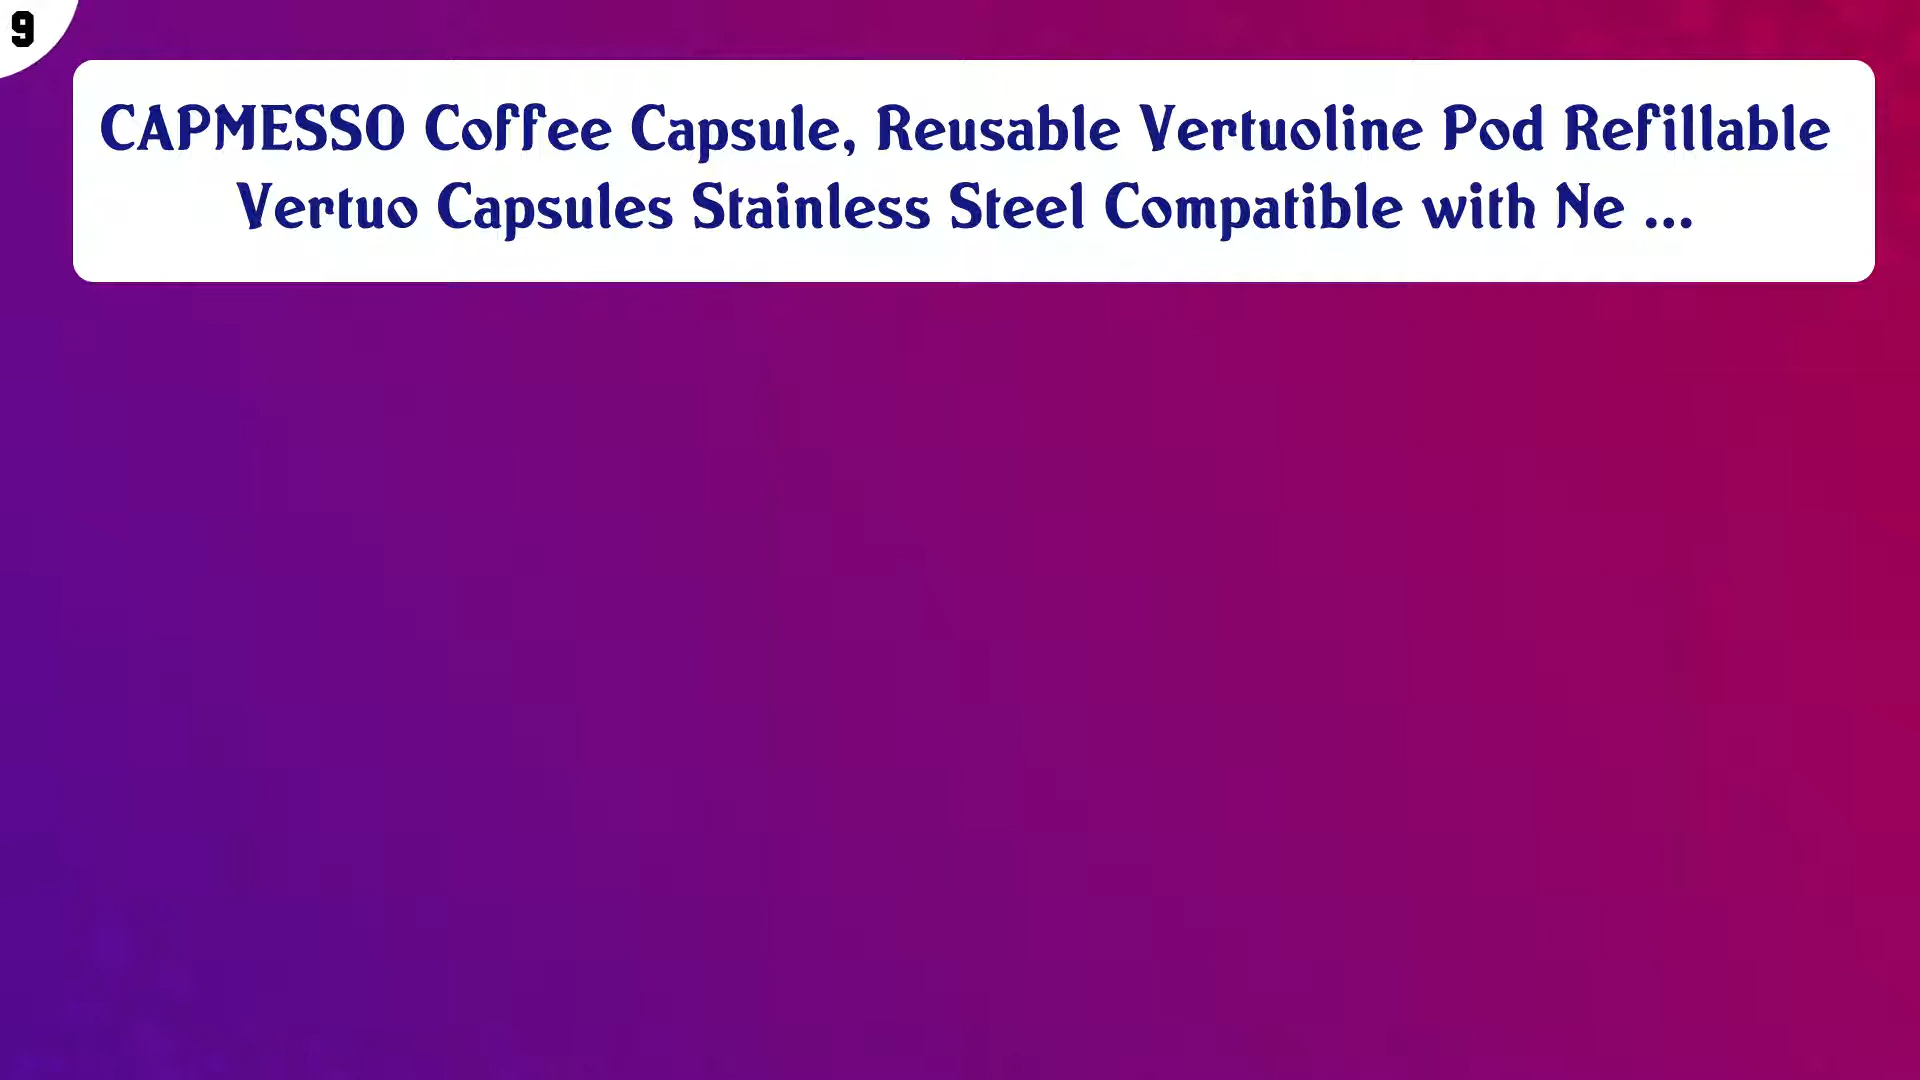 9
CAPMESSO Coffee Capsule, Reusable Vertuoline Pod Refillable
Vertuo Capsules Stainless Steel Compatible with Ne ...